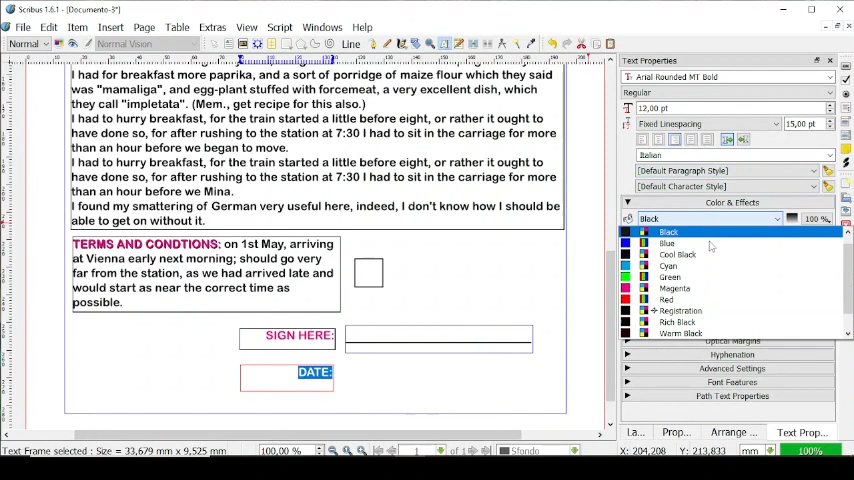 Scribus 1.6.1 - [Documento-3*]
File Edit Item Insert Page Table Extras View Script Windows Help
Normal Normal Vision Line
I had for breakfast more paprika, and a sort of porridge of maize flour which they said
was "mamaliga", and egg-plant stuffed with forcemeat, a very excellent dish, which
they call "impletata". (Mem., get recipe for this also.)
I had to hurry breakfast, for the train started a little before eight, or rather it ought to
have done so, for after rushing to the station at 7:30 I had to sit in the carriage for more
than an hour before we began to move.
I had to hurry breakfast, for the train started a little before eight, or rather it ought to
have done so, for after rushing to the station at 7:30 I had to sit in the carriage for more
than an hour before we Mina.
I found my smattering of German very useful here, indeed, I don't know how I should be
able to get on without it.
TERMS AND CONDTIONS: on 1st May, arriving
at Vienna early next morning; should go very
far from the station, as we had arrived late and
would start as near the correct time as
possible.
SIGN HERE:
DATE:
Text Properties
Arial Rounded MT Bold
Regular
12,00 pt
Fixed Linespacing 15,00 pt
Italian
[Default Paragraph Style]
[Default Character Style]
Color & Effects
Black 100 %
Black
Blue
Cool Black
Cyan
Green
Magenta
Red
Registration
Rich Black
Warm Black
Optical Margins
Hyphenation
Advanced Settings
Font Features
Path Text Properties
La... Prop... Arrange ... Text Prop...
Text Frame selected : Size = 33,679 mm x 9,525 mm 100,00 % 1 of 1 Sfondo X: 204,208 Y: 213,833 mm 100%